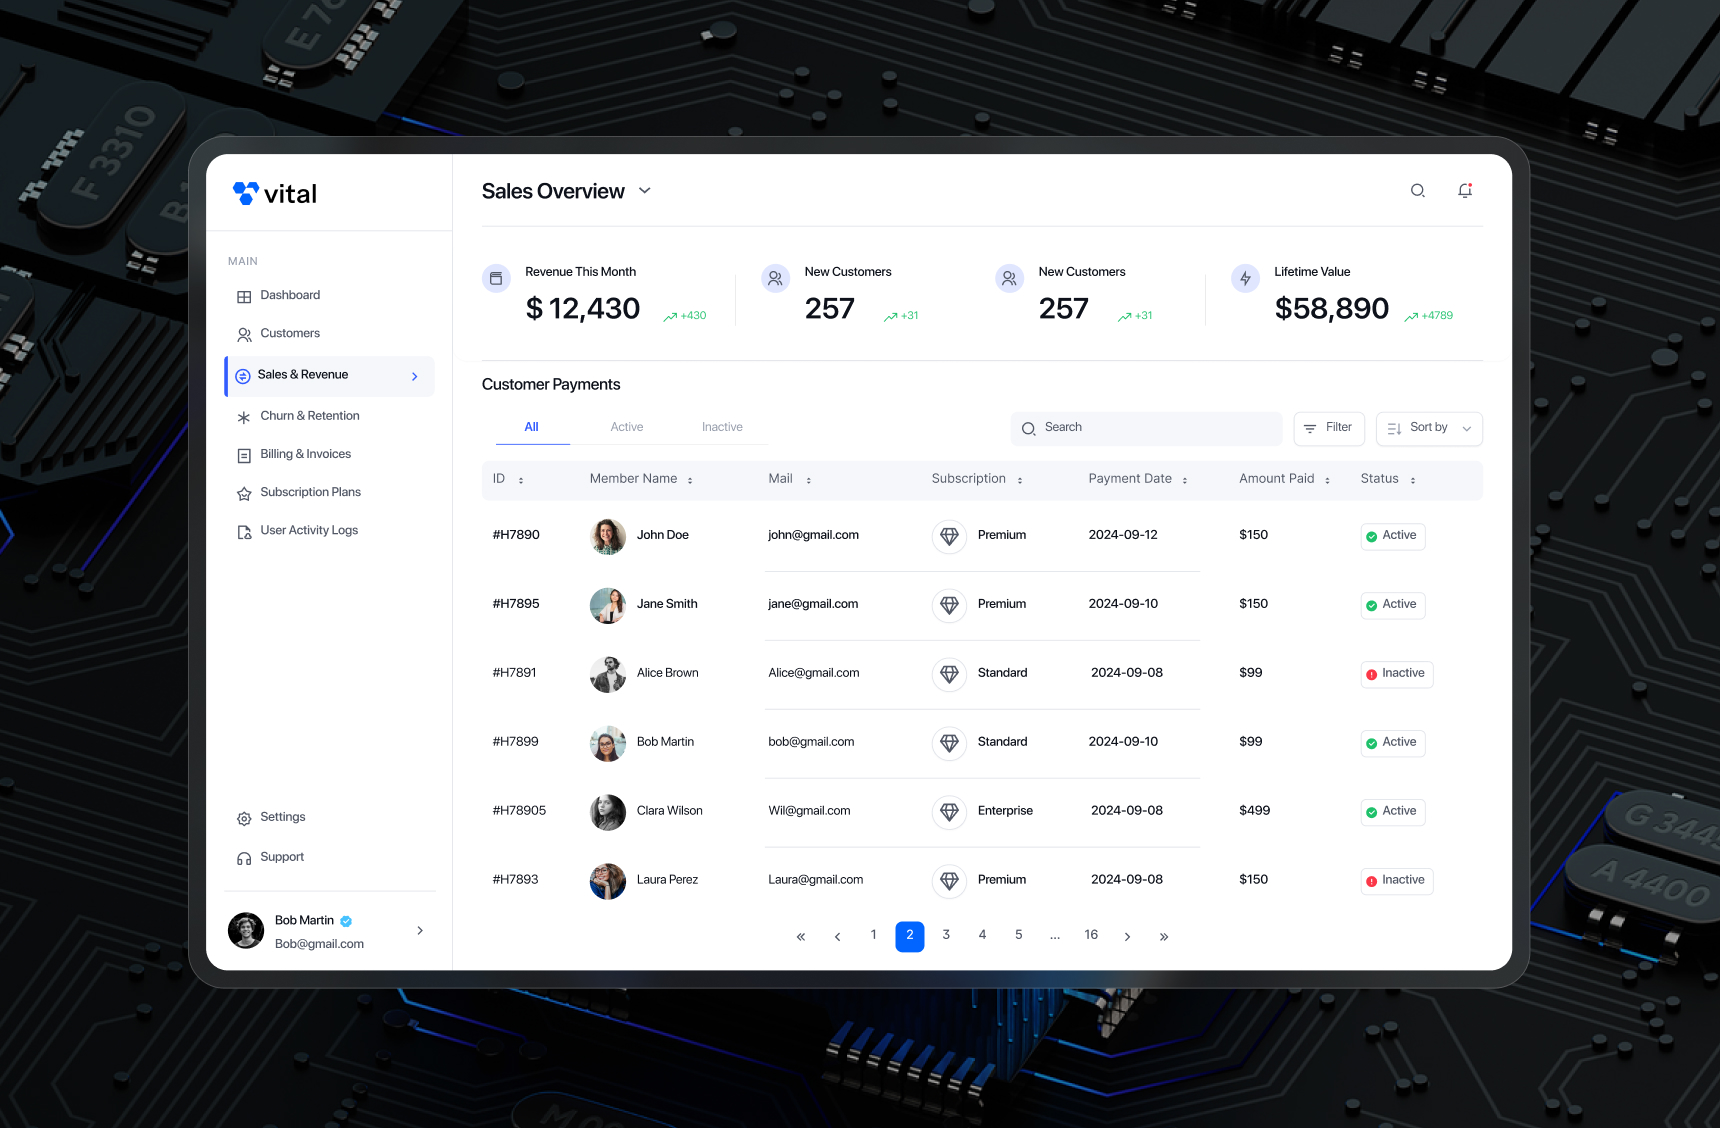 E 76
F 3310
B
vital
MAIN
Dashboard
Customers
Sales & Revenue
Churn & Retention
Billing & Invoices
Subscription Plans
User Activity Logs
Settings
Support
Bob Martin
Bob@gmail.com
Sales Overview
Revenue This Month
$ 12,430 +430
New Customers
257 +31
New Customers
257 +31
Lifetime Value
$58,890 +4789
Customer Payments
All Active Inactive
Search Filter Sort by
ID Member Name Mail Subscription Payment Date Amount Paid Status
#H7890 John Doe john@gmail.com Premium 2024-09-12 $150 Active
#H7895 Jane Smith jane@gmail.com Premium 2024-09-10 $150 Active
#H7891 Alice Brown Alice@gmail.com Standard 2024-09-08 $99 Inactive
#H7899 Bob Martin bob@gmail.com Standard 2024-09-10 $99 Active
#H78905 Clara Wilson Wil@gmail.com Enterprise 2024-09-08 $499 Active
#H7893 Laura Perez Laura@gmail.com Premium 2024-09-08 $150 Inactive
« ‹ 1 2 3 4 5 ... 16 › »
G 344
A 4400